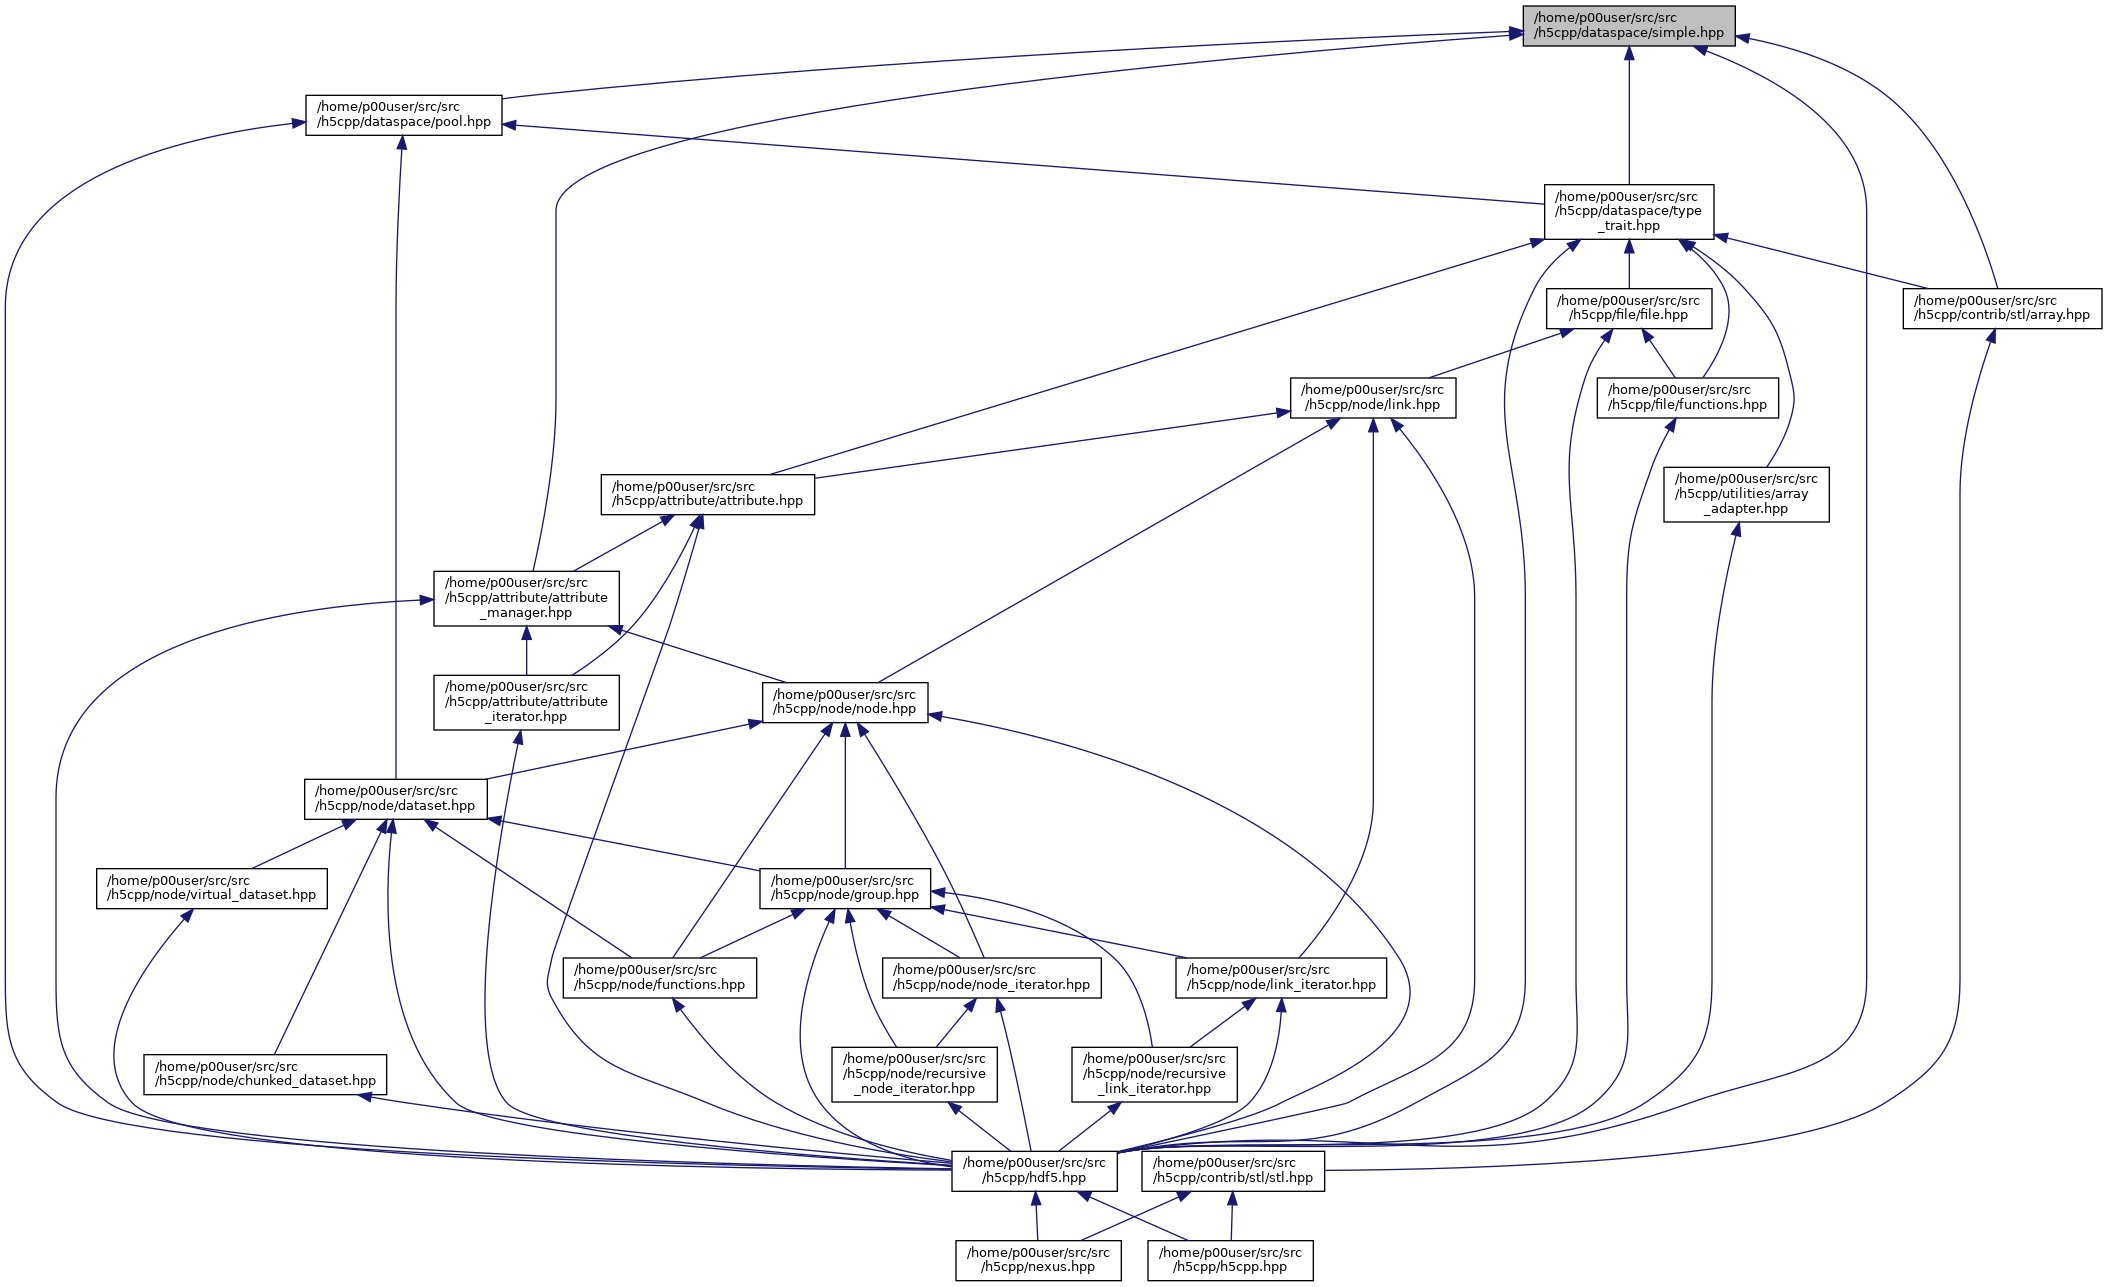 /home/p00user/src/src
/h5cpp/dataspace/simple.hpp
/home/p00user/src/src
/h5cpp/dataspace/pool.hpp
/home/p00user/src/src
/h5cpp/dataspace/type
_trait.hpp
/home/p00user/src/src
/h5cpp/file/file.hpp
/home/p00user/src/src
/h5cpp/contrib/stl/array.hpp
/home/p00user/src/src
/h5cpp/node/link.hpp
/home/p00user/src/src
/h5cpp/file/functions.hpp
/home/p00user/src/src
/h5cpp/attribute/attribute.hpp
/home/p00user/src/src
/h5cpp/utilities/array
_adapter.hpp
/home/p00user/src/src
/h5cpp/attribute/attribute
_manager.hpp
/home/p00user/src/src
/h5cpp/attribute/attribute
_iterator.hpp
/home/p00user/src/src
/h5cpp/node/node.hpp
/home/p00user/src/src
/h5cpp/node/dataset.hpp
/home/p00user/src/src
/h5cpp/node/virtual_dataset.hpp
/home/p00user/src/src
/h5cpp/node/group.hpp
/home/p00user/src/src
/h5cpp/node/functions.hpp
/home/p00user/src/src
/h5cpp/node/node_iterator.hpp
/home/p00user/src/src
/h5cpp/node/link_iterator.hpp
/home/p00user/src/src
/h5cpp/node/chunked_dataset.hpp
/home/p00user/src/src
/h5cpp/node/recursive
_node_iterator.hpp
/home/p00user/src/src
/h5cpp/node/recursive
_link_iterator.hpp
/home/p00user/src/src
/h5cpp/hdf5.hpp
/home/p00user/src/src
/h5cpp/contrib/stl/stl.hpp
/home/p00user/src/src
/h5cpp/nexus.hpp
/home/p00user/src/src
/h5cpp/h5cpp.hpp